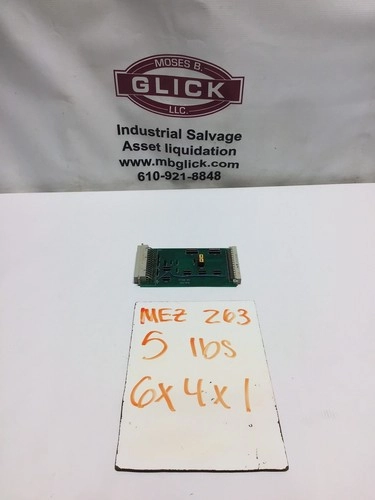 MOSES B.
GLICK
LLC.
Industrial Salvage
Asset liquidation
www.mbglick.com
610-921-8848
MEZ 263
5 lbs
6x4x1